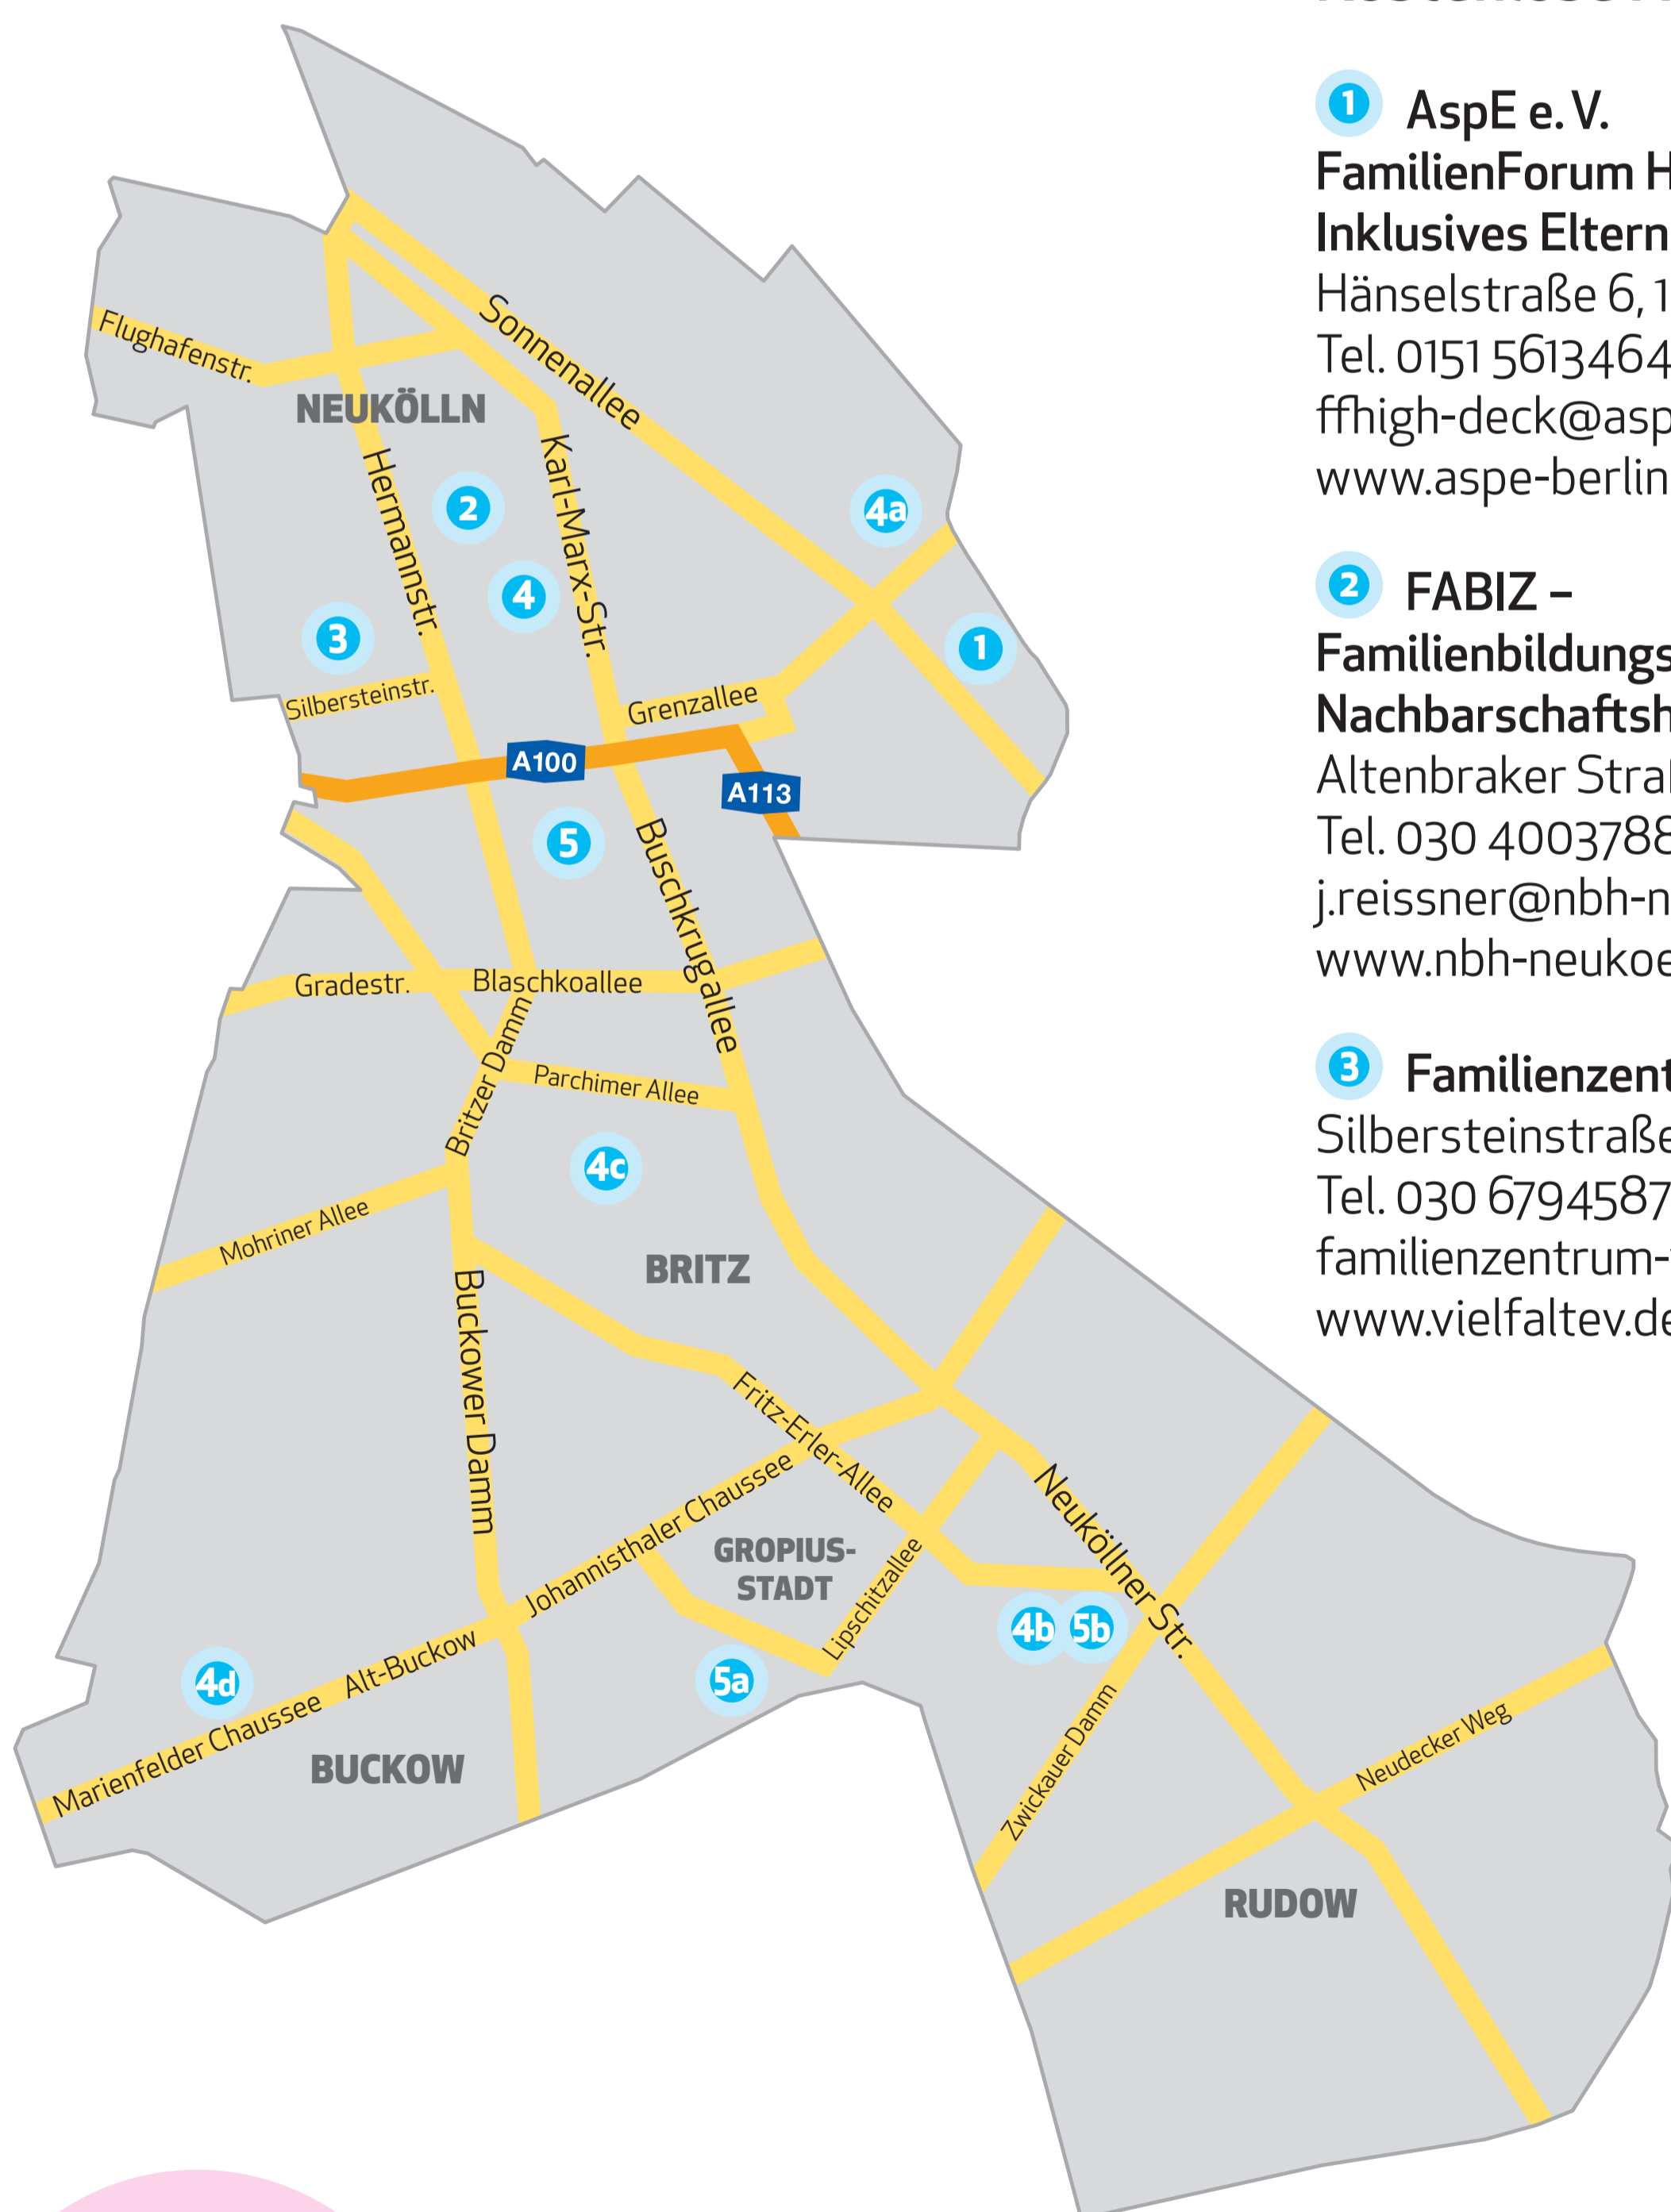 Sonnenallee
Flughafenstr.
NEUKÖLLN
Hermannstr.
Karl-Marx-Str.
2
4a
4
3
1
Silbersteinstr.
Grenzallee
A100
A113
5
Buschkrugallee
Gradestr.
Blaschkoallee
Britzer Damm
Parchimer Allee
4c
Mohriner Allee
BRITZ
Buckower Damm
Fritz-Erler-Allee
Johannisthaler Chaussee
Neuköllner Str.
GROPIUS-
STADT
Lipschitzallee
4b
5b
4d
Alt-Buckow
5a
Marienfelder Chaussee
BUCKOW
Zwickauer Damm
Neudecker Weg
RUDOW
1 AspE e. V.
FamilienForum H
Inklusives Eltern
Hänselstraße 6, 1
Tel. 0151 5613464
ffhigh-deck@asp
www.aspe-berlin
2 FABIZ –
Familienbildungs
Nachbarschaftsh
Altenbraker Straß
Tel. 030 4003788
j.reissner@nbh-n
www.nbh-neukoe
3 Familienzent
Silbersteinstraße
Tel. 030 6794587
familienzentrum-
www.vielfaltev.de